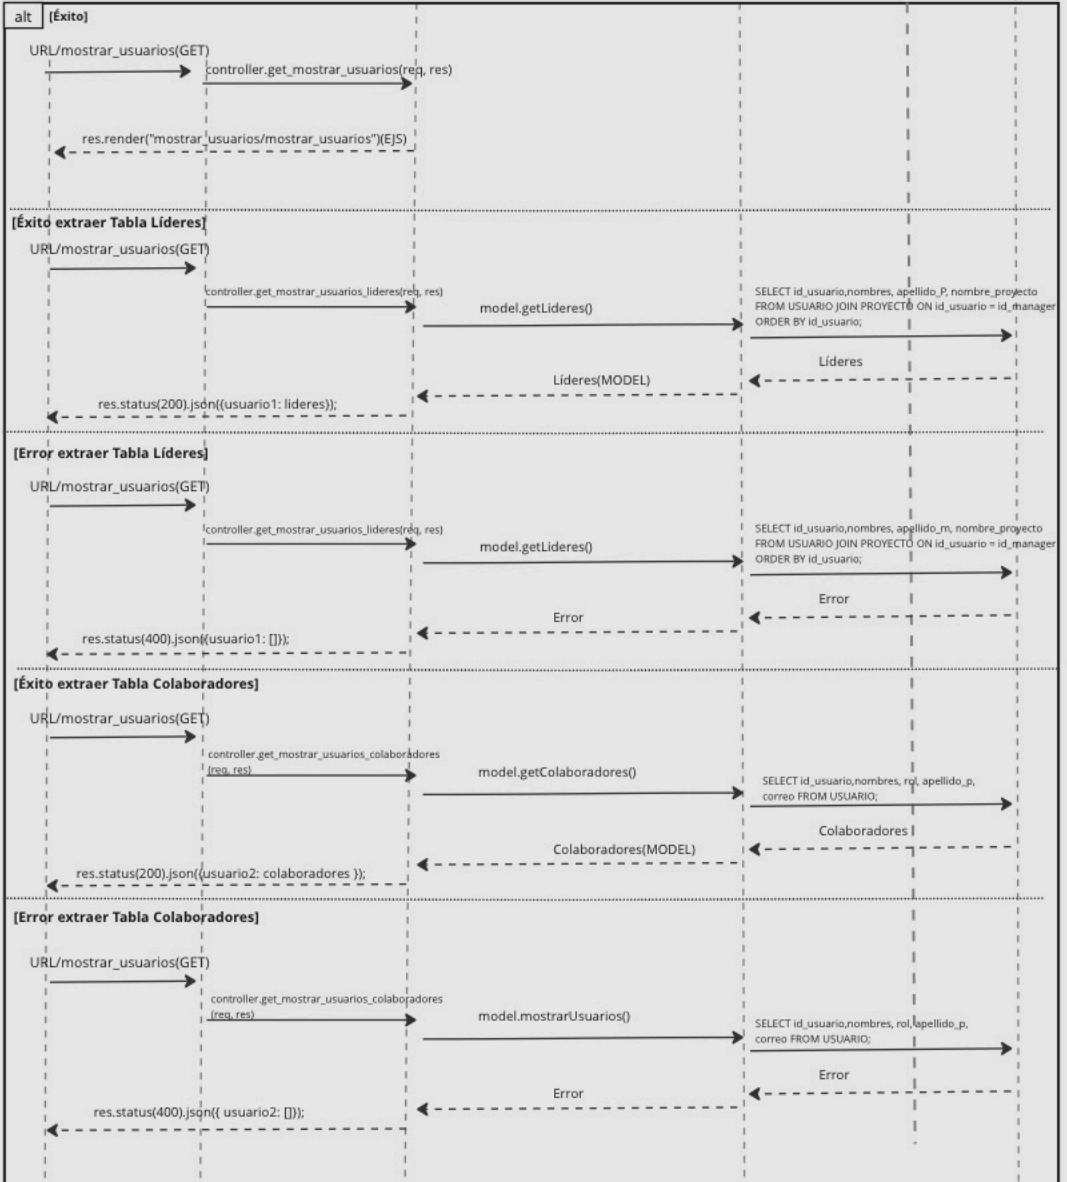 alt [Éxito]
URL/mostrar_usuarios(GET)
controller.get_mostrar_usuarios(req, res)
res.render("mostrar_usuarios/mostrar_usuarios")(EJS)
[Éxito extraer Tabla Líderes]
URL/mostrar_usuarios(GET)
controller.get_mostrar_usuarios_lideres(req, res)
model.getLideres()
SELECT id_usuario,nombres, apellido_P, nombre_proyecto
FROM USUARIO JOIN PROYECTO ON id_usuario = id_manager
ORDER BY id_usuario;
Líderes
Líderes(MODEL)
res.status(200).json({usuario1: lideres});
[Error extraer Tabla Líderes]
URL/mostrar_usuarios(GET)
controller.get_mostrar_usuarios_lideres(req, res)
model.getLideres()
SELECT id_usuario,nombres, apellido_m, nombre_proyecto
FROM USUARIO JOIN PROYECTO ON id_usuario = id_manager
ORDER BY id_usuario;
Error
Error
res.status(400).json({usuario1: []});
[Éxito extraer Tabla Colaboradores]
URL/mostrar_usuarios(GET)
controller.get_mostrar_usuarios_colaboradores
(req, res)
model.getColaboradores()
SELECT id_usuario,nombres, rol, apellido_p,
correo FROM USUARIO;
Colaboradores
Colaboradores(MODEL)
res.status(200).json({usuario2: colaboradores });
[Error extraer Tabla Colaboradores]
URL/mostrar_usuarios(GET)
controller.get_mostrar_usuarios_colaboradores
(req, res)
model.mostrarUsuarios()
SELECT id_usuario,nombres, rol, apellido_p,
correo FROM USUARIO;
Error
Error
res.status(400).json({ usuario2: []});